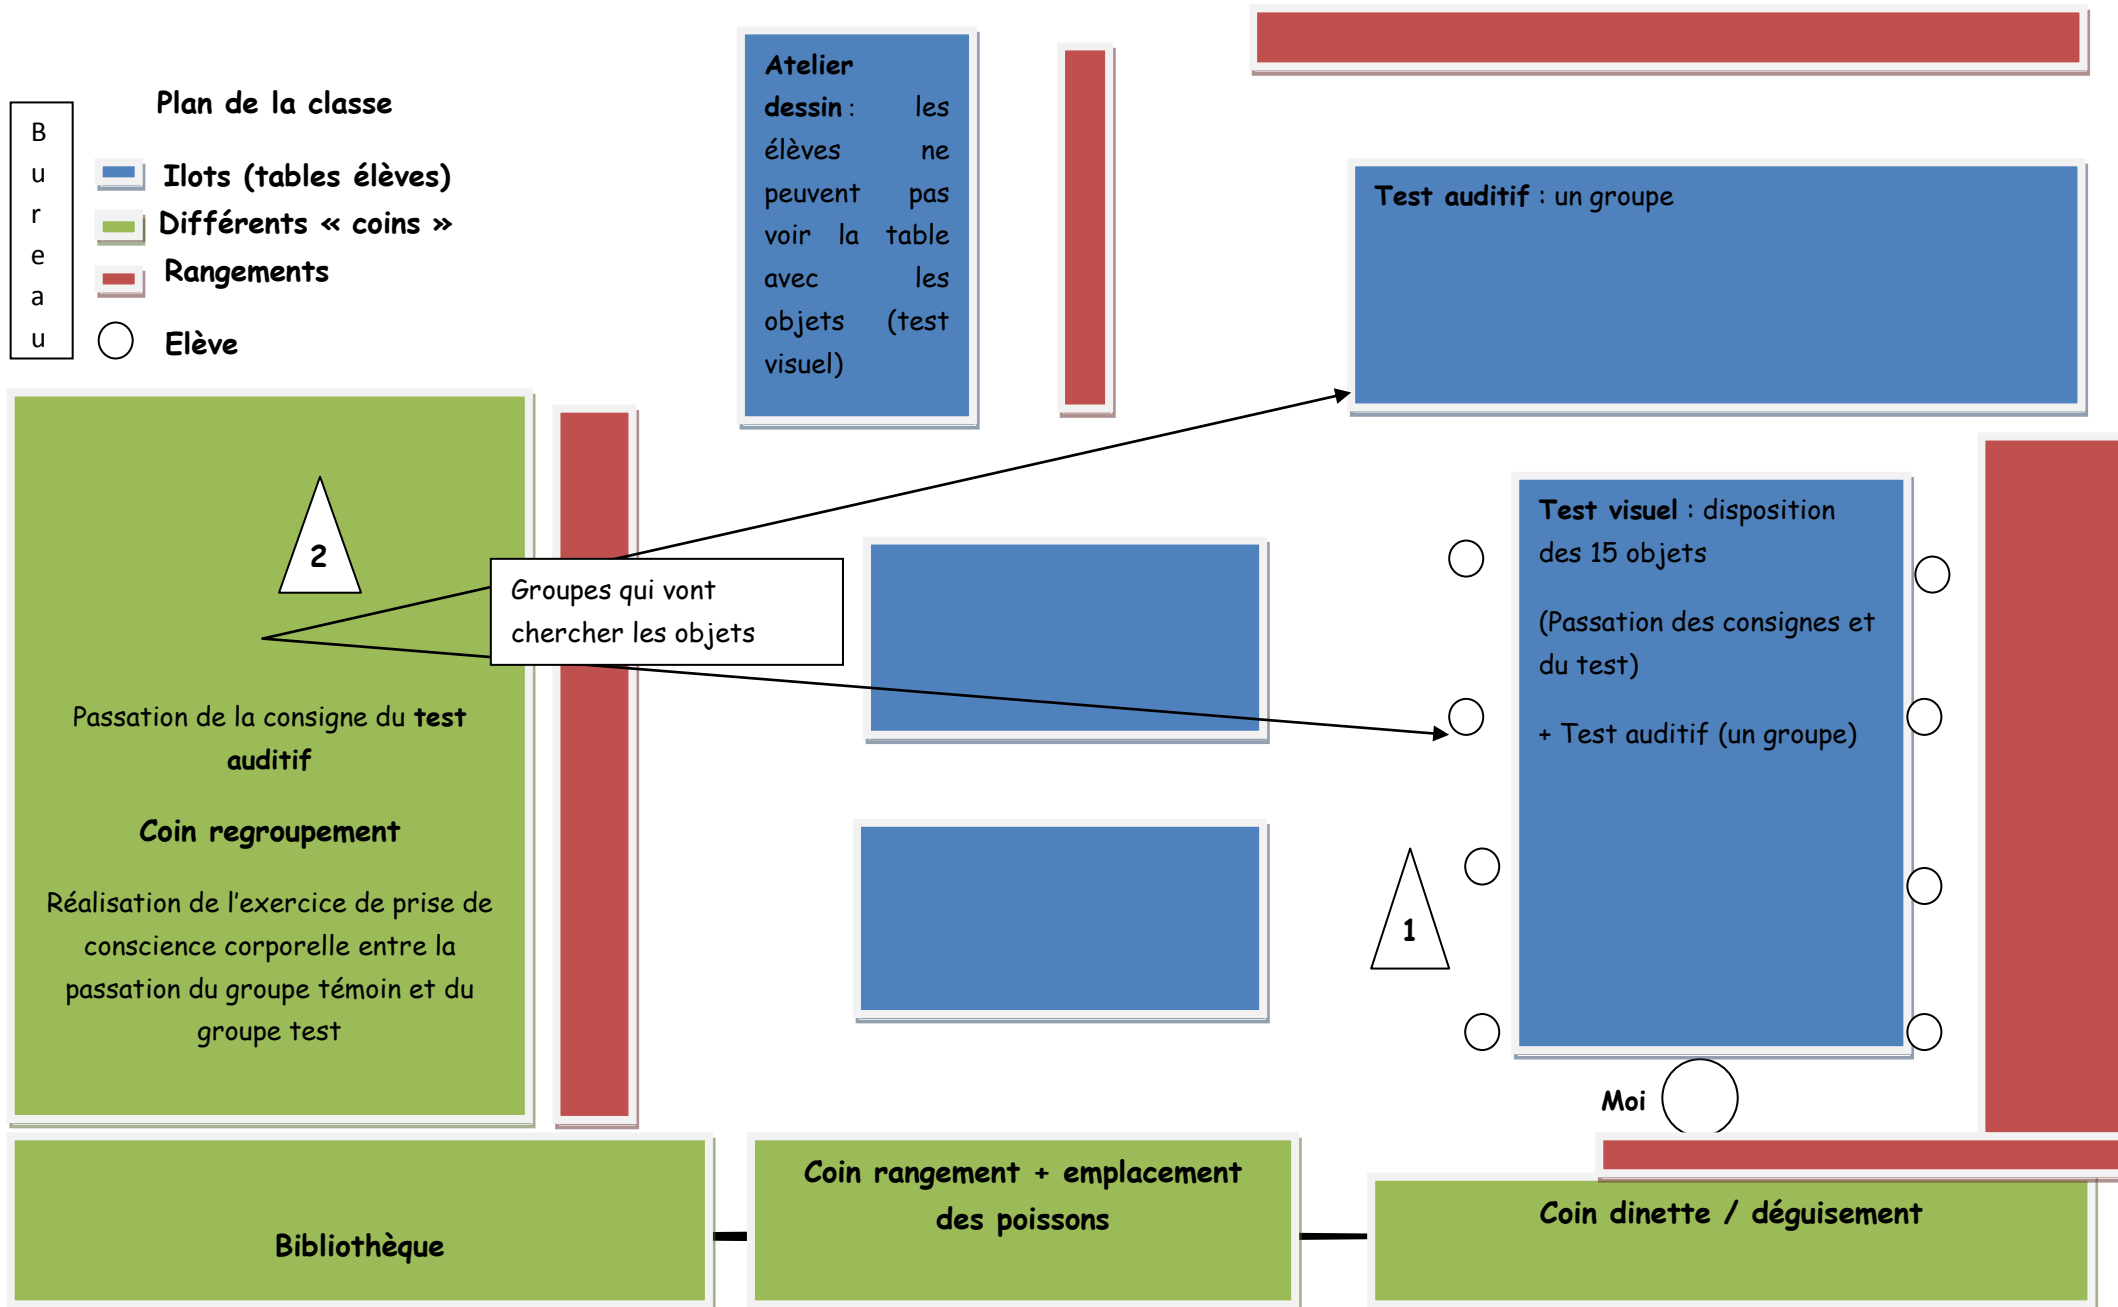 Plan de la classe
B
u
r
e
a
u
Ilots (tables élèves)
Différents « coins »
Rangements
Elève
Atelier
dessin : les
élèves ne
peuvent pas
voir la table
avec les
objets (test
visuel)
Test auditif : un groupe
2
Groupes qui vont
chercher les objets
Passation de la consigne du test
auditif
Coin regroupement
Réalisation de l'exercice de prise de
conscience corporelle entre la
passation du groupe témoin et du
groupe test
Test visuel : disposition
des 15 objets
(Passation des consignes et
du test)
+ Test auditif (un groupe)
1
Moi
Bibliothèque
Coin rangement + emplacement
des poissons
Coin dinette / déguisement